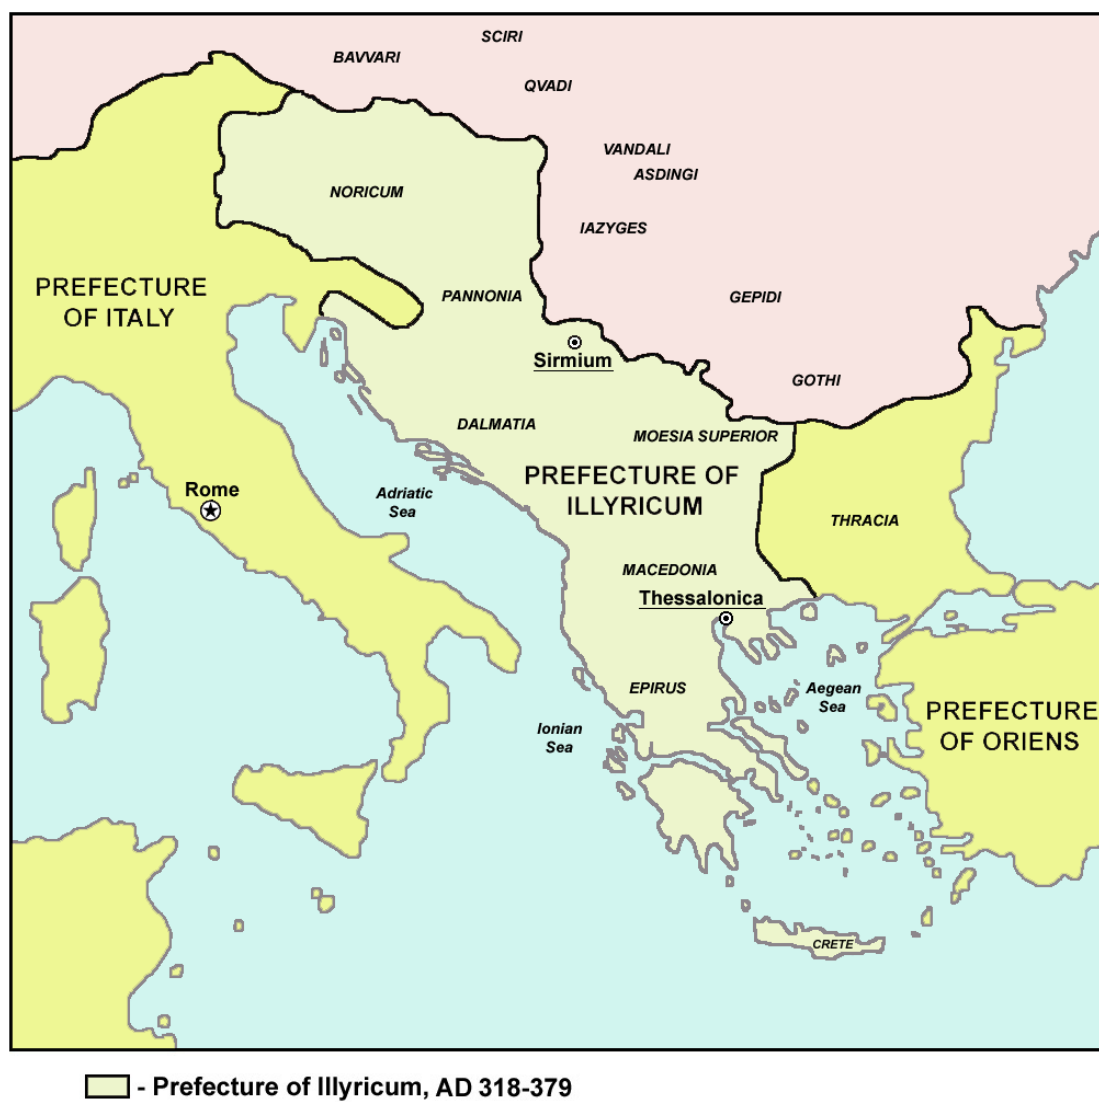 SCIRI
BAVVARI
QVADI
VANDALI
ASDINGI
NORICUM
IAZYGES
PREFECTURE
OF ITALY
PANNONIA
GEPIDI
Sirmium
GOTHI
DALMATIA
MOESIA SUPERIOR
PREFECTURE OF
ILLYRICUM
Rome
Adriatic
Sea
THRACIA
MACEDONIA
Thessalonica
EPIRUS
Aegean
Sea
Ionian
Sea
PREFECTURE
OF ORIENS
CRETE
- Prefecture of Illyricum, AD 318-379